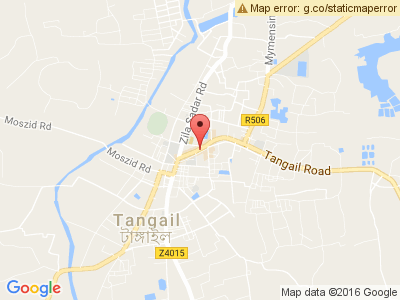 Map error: g.co/staticmaperror
Mymensin
Zila Sadar Rd
R506
Moszid Rd
Moszid Rd
Tangail Road
Tangail
টাঙ্গাইল
Z4015
Google
Map data ©2016 Google